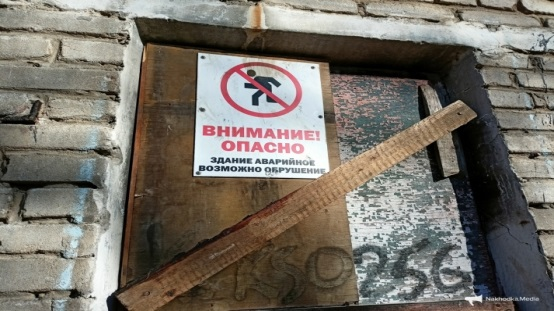 ВНИМАНИЕ!
ОПАСНО
ЗДАНИЕ АВАРИЙНОЕ
ВОЗМОЖНО ОБРУШЕНИЕ
Nakhodka.Media